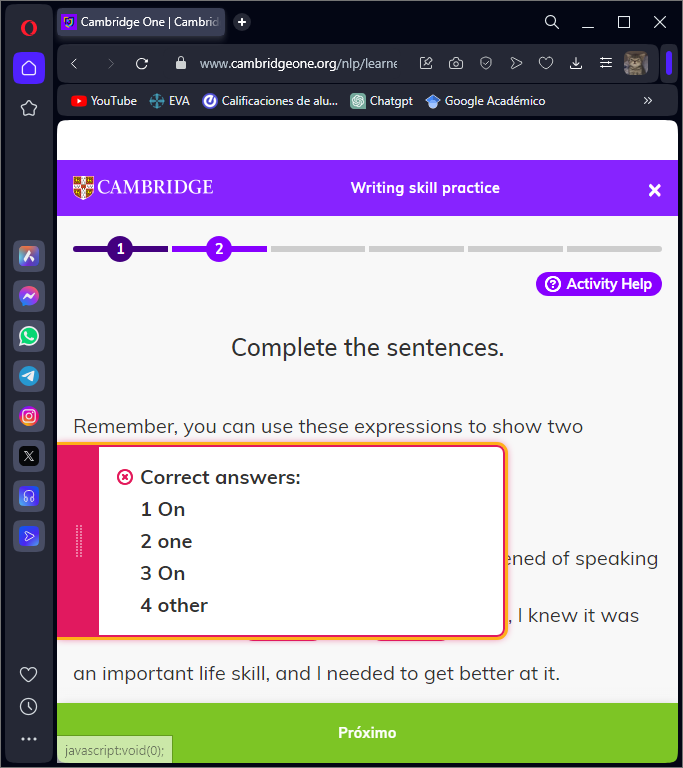 Cambridge One | Cambrid
www.cambridgeone.org/nlp/learne
YouTube
EVA
Calificaciones de alu...
Chatgpt
Google Académico
CAMBRIDGE
Writing skill practice
1
2
Activity Help
Complete the sentences.
Remember, you can use these expressions to show two
Correct answers:
1 On
2 one
3 On
4 other
ened of speaking
, I knew it was
an important life skill, and I needed to get better at it.
Próximo
javascript:void(0);